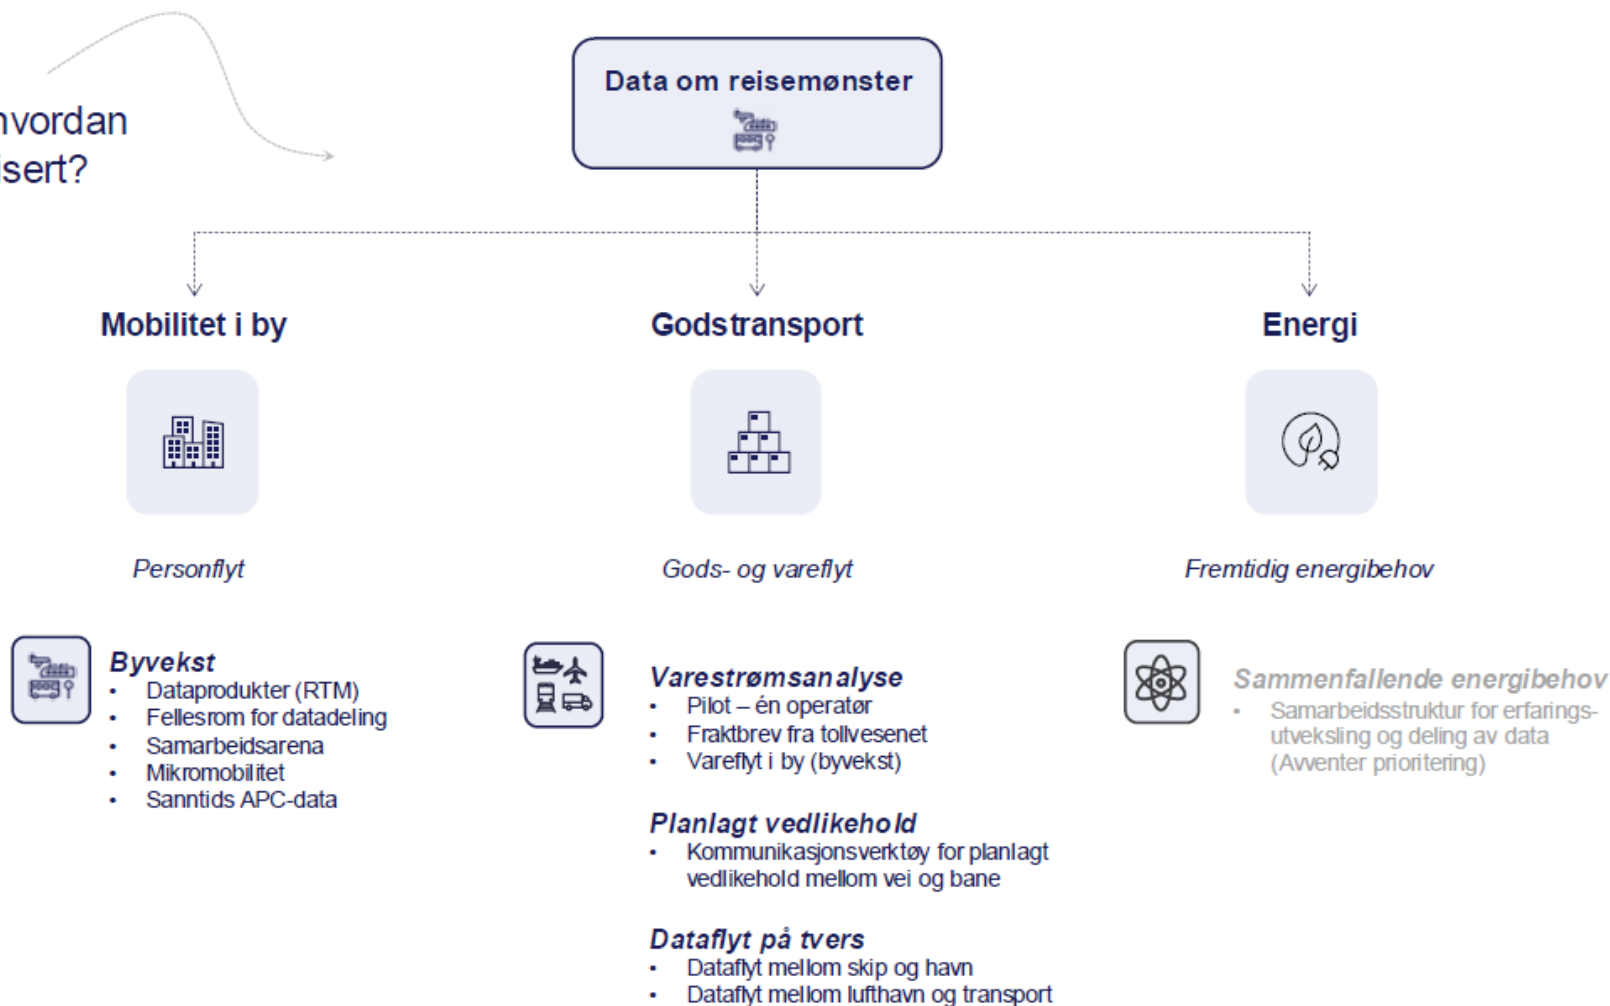 hvordan
isert?
Data om reisemønster
Mobilitet i by
Personflyt
Byvekst
• Dataprodukter (RTM)
• Fellesrom for datadeling
• Samarbeidsarena
• Mikromobilitet
• Sanntids APC-data
Godstransport
Gods- og vareflyt
Varestrømsanalyse
• Pilot – én operatør
• Fraktbrev fra tollvesenet
• Vareflyt i by (byvekst)
Planlagt vedlikehold
• Kommunikasjonsverktøy for planlagt
vedlikehold mellom vei og bane
Dataflyt på tvers
• Dataflyt mellom skip og havn
• Dataflyt mellom lufthavn og transport
Energi
Fremtidig energibehov
Sammenfallende energibehov
• Samarbeidsstruktur for erfarings-
utveksling og deling av data
(Avventer prioritering)